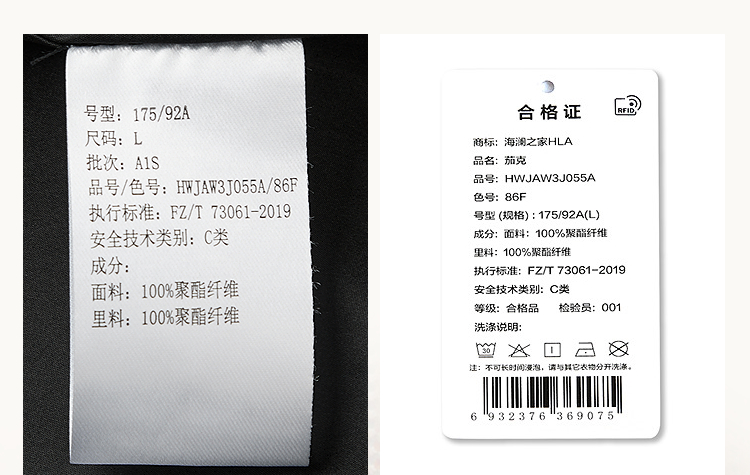 号型: 175/92A
尺码: L
批次: A1S
品号/色号: HWJAW3J055A/86F
执行标准: FZ/T 73061-2019
安全技术类别: C类
成分:
面料: 100%聚酯纤维
里料: 100%聚酯纤维
合格证
RFID
商标: 海澜之家HLA
品名: 茄克
品号: HWJAW3J055A
色号: 86F
号型 (规格) : 175/92A(L)
成分: 面料: 100%聚酯纤维
里料: 100%聚酯纤维
执行标准: FZ/T 73061-2019
安全技术类别: C类
等级: 合格品 检验员: 001
洗涤说明:
30
注: 不可长时间浸泡, 请与其它衣物分开洗涤。
6 932376 369075